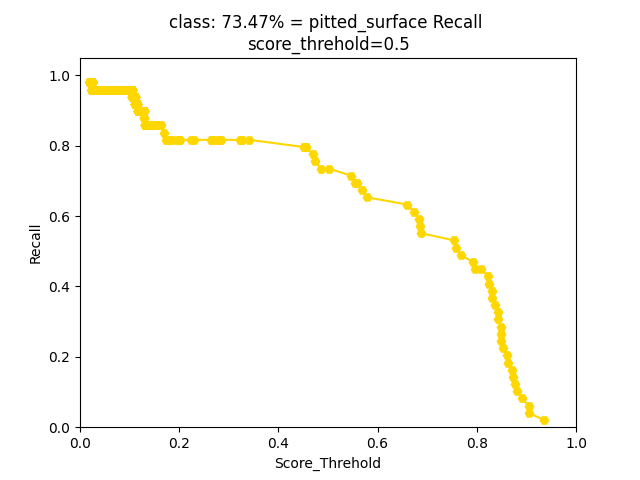 class: 73.47% = pitted_surface Recall
score_threhold=0.5
1.0
0.8
0.6
0.4
0.2
0.0
Recall
0.0 0.2 0.4 0.6 0.8 1.0
Score_Threhold